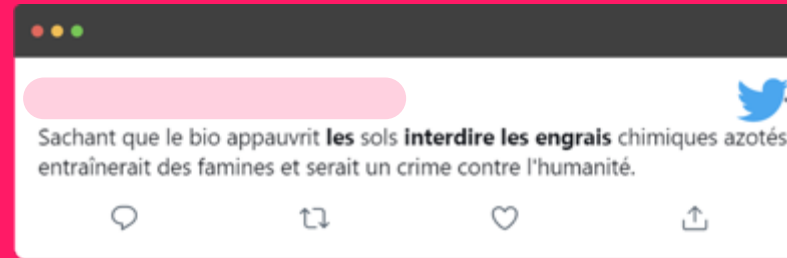 Sachant que le bio appauvrit les sols interdire les engrais chimiques azotés
entraînerait des famines et serait un crime contre l'humanité.